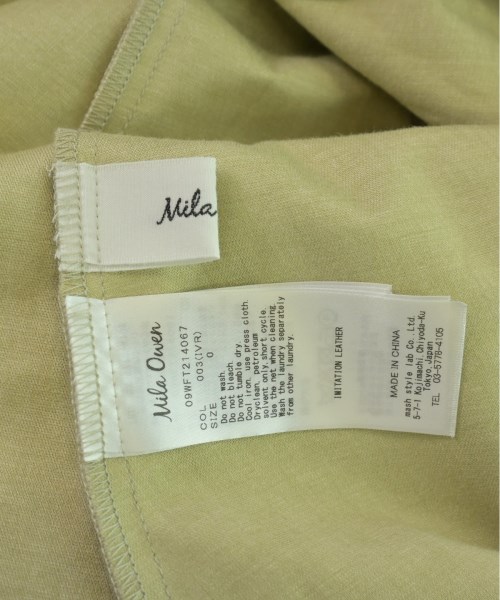 Mila
Mila Owen
09WFT214067
COL 003(IVR)
SIZE 0
Do not wash.
Do not bleach.
Do not tumble dry
Cool iron. use press cloth.
Dryclean, petroleum
solvent only,short cycle.
Use the net when cleaning.
Wash the laundry separately
from other laundry.
IMITATION LEATHER
MADE IN CHINA
mash style lab Co.,Ltd.
5-7-1 Kojimachi,Chiyoda-Ku
Tokyo,Japan
TEL 03-5778-4105